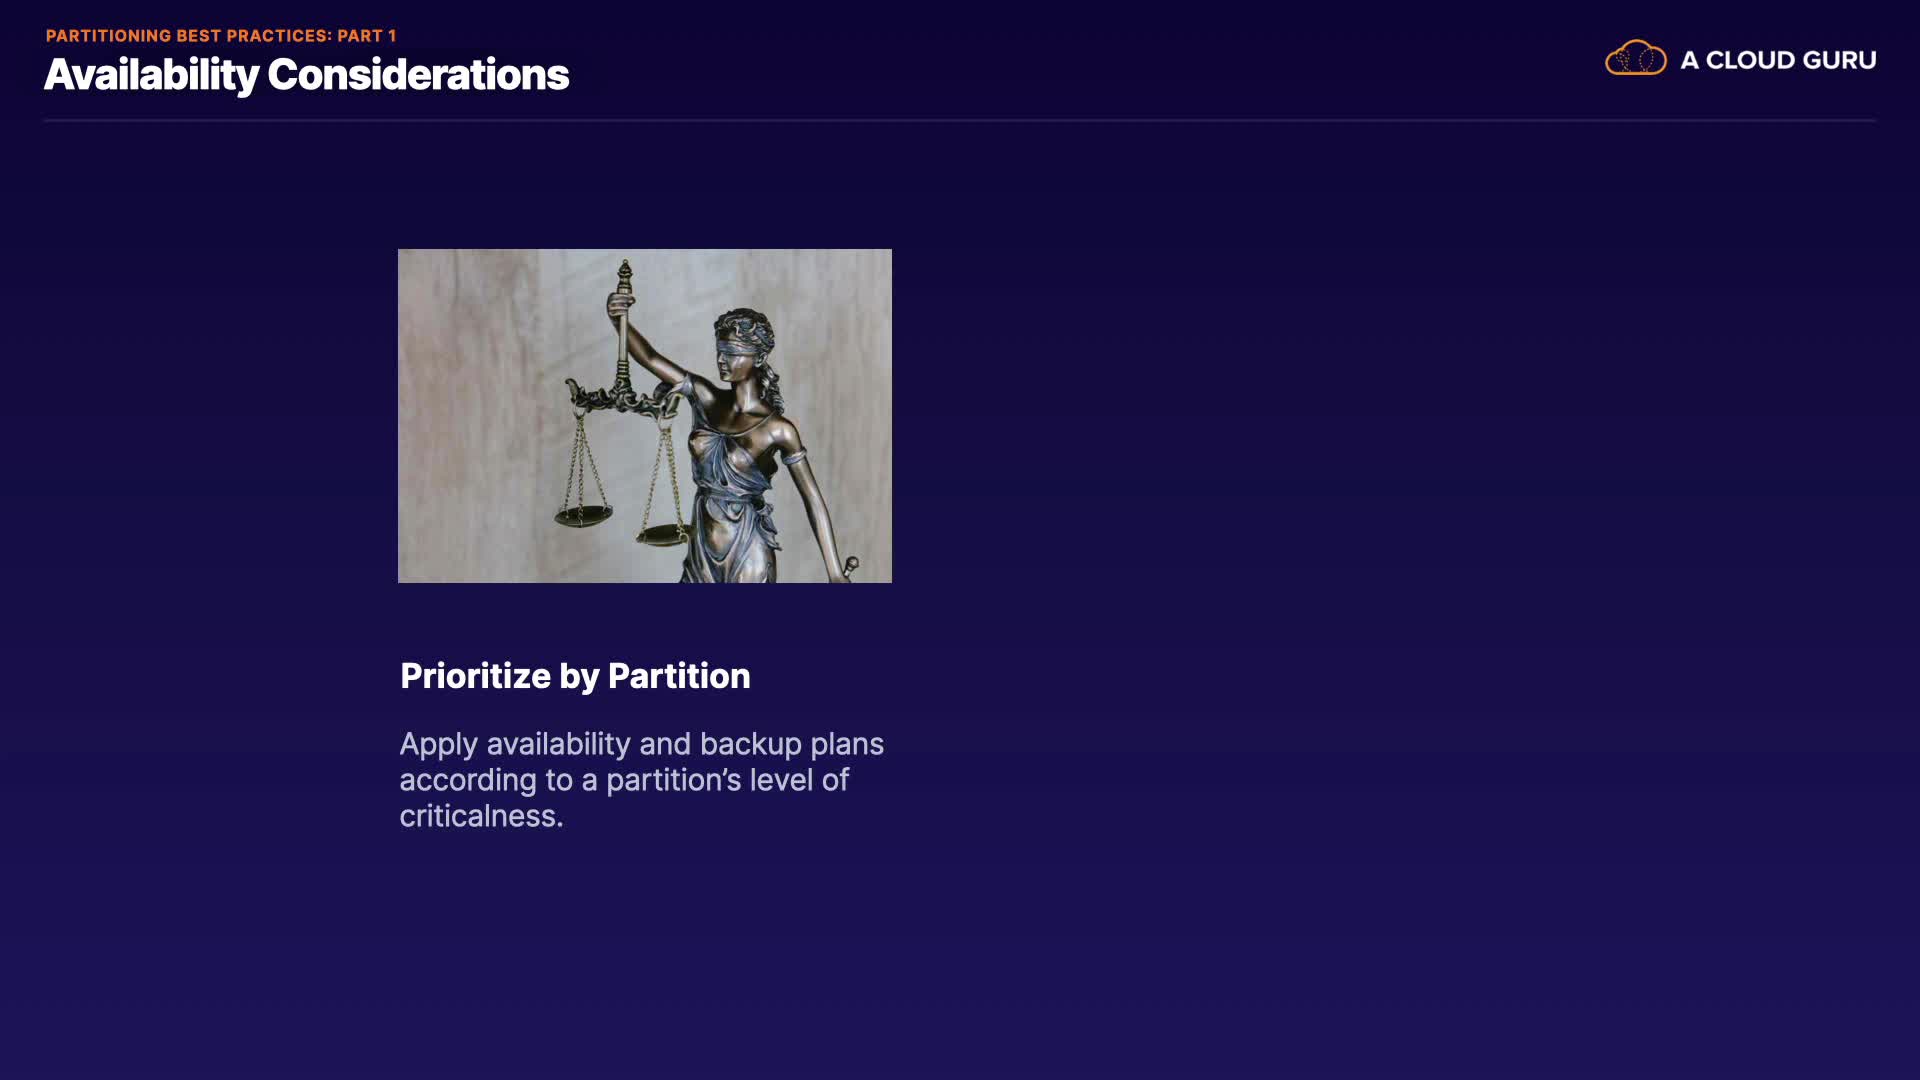 PARTITIONING BEST PRACTICES: PART 1
Availability Considerations
A CLOUD GURU
Prioritize by Partition
Apply availability and backup plans
according to a partition’s level of
criticalness.